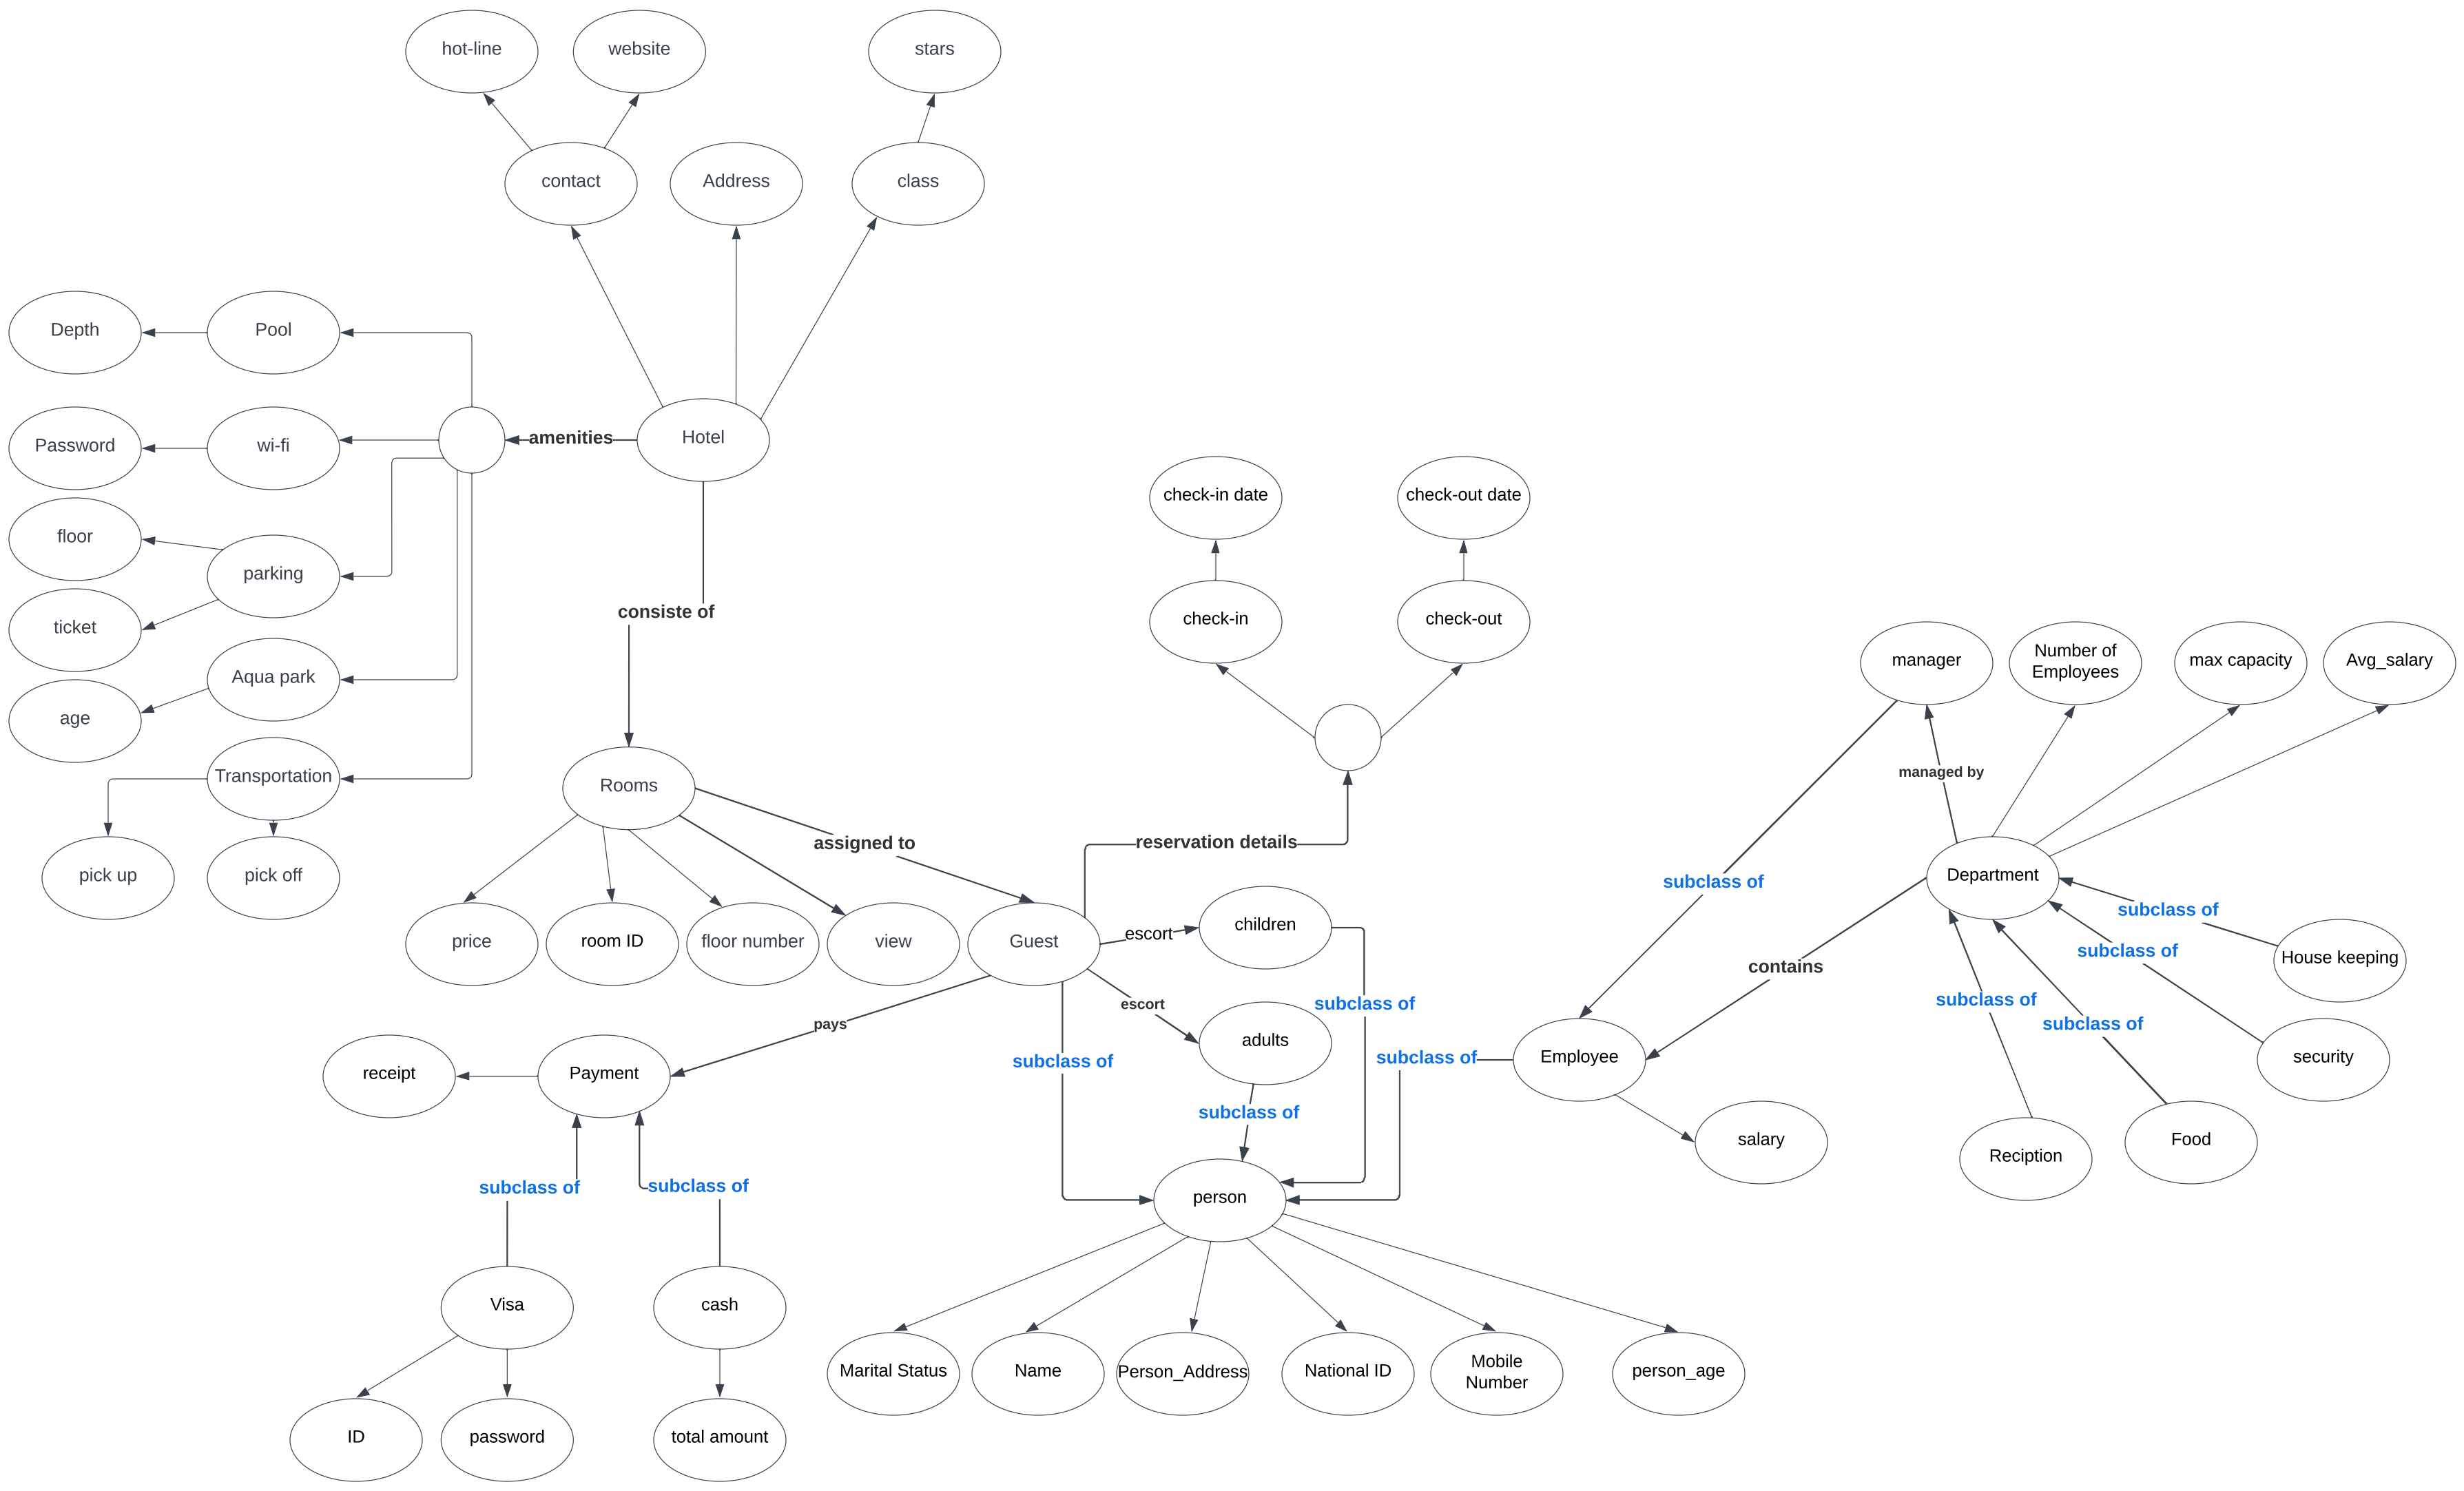 hot-line
website
stars
contact
Address
class
Depth
Pool
Password
wi-fi
amenities
Hotel
floor
parking
ticket
Aqua park
age
Transportation
pick up
pick off
consiste of
check-in date
check-out date
check-in
check-out
manager
Number of
Employees
max capacity
Avg_salary
Rooms
managed by
assigned to
reservation details
subclass of
Department
price
room ID
floor number
view
Guest
escort
children
contains
subclass of
subclass of
House keeping
pays
escort
subclass of
subclass of
subclass of
receipt
Payment
subclass of
adults
subclass of
Employee
security
subclass of
salary
Reciption
Food
subclass of
subclass of
person
Visa
cash
Marital Status
Name
Person_Address
National ID
Mobile
Number
person_age
ID
password
total amount